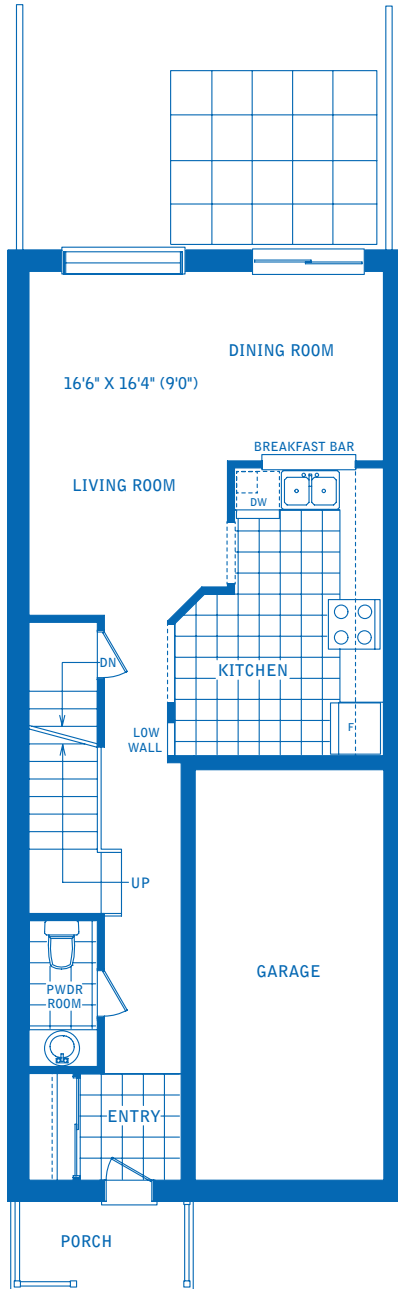 DINING ROOM
16'6" X 16'4" (9'0")
BREAKFAST BAR
LIVING ROOM
DW
DN
KITCHEN
LOW
WALL
F
UP
GARAGE
PWDR
ROOM
ENTRY
PORCH